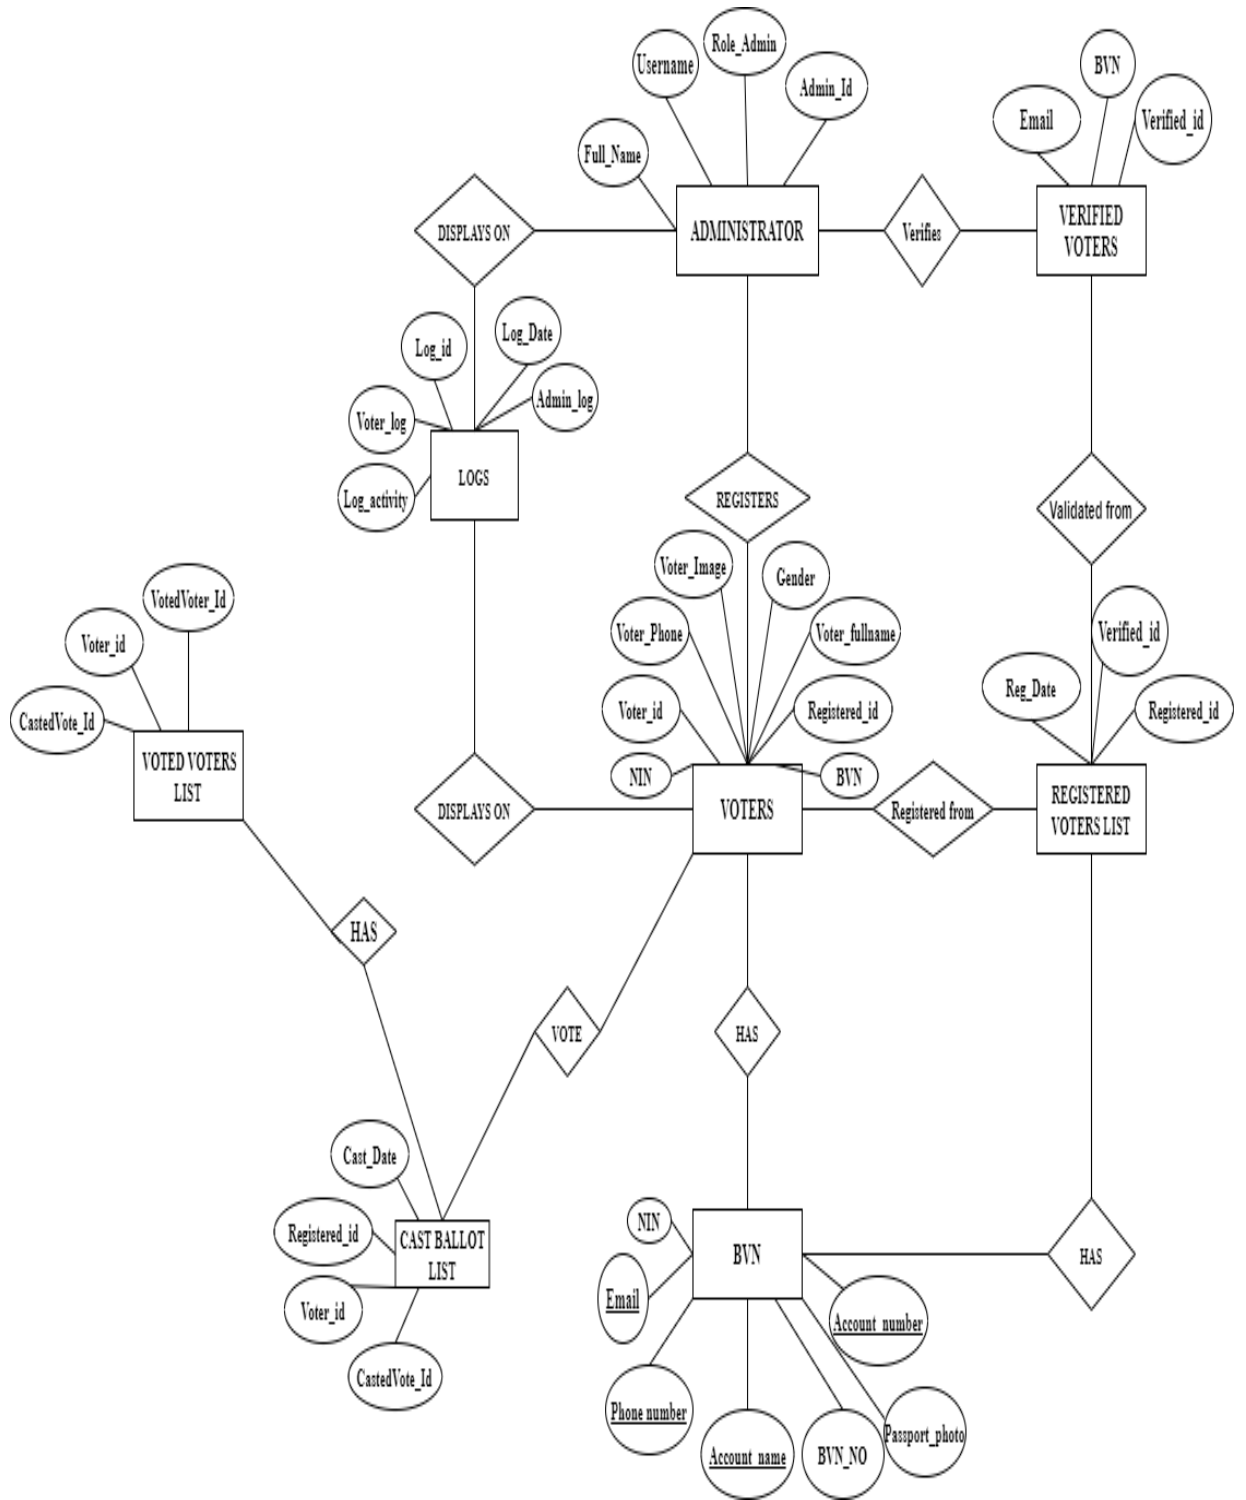 Role_Admin
Username
BVN
Admin_Id
Email
Verified_id
Full_Name
DISPLAYS ON
ADMINISTRATOR
Verifies
VERIFIED
VOTERS
Log_Date
Log_id
Admin_log
Voter_log
LOGS
Log_activity
REGISTERS
Validated from
Voter_Image
Gender
VotedVoter_Id
Voter_id
Voter_Phone
Voter_fullname
Verified_id
Reg_Date
CastedVote_Id
Voter_id
Registered_id
Registered_id
VOTED VOTERS
LIST
NIN
BVN
DISPLAYS ON
VOTERS
Registered from
REGISTERED
VOTERS LIST
HAS
VOTE
HAS
Cast_Date
Registered_id
CAST BALLOT
LIST
NIN
BVN
HAS
Voter_id
Email
Account_number
CastedVote_Id
Phone number
Account_name
BVN_NO
Passport_photo